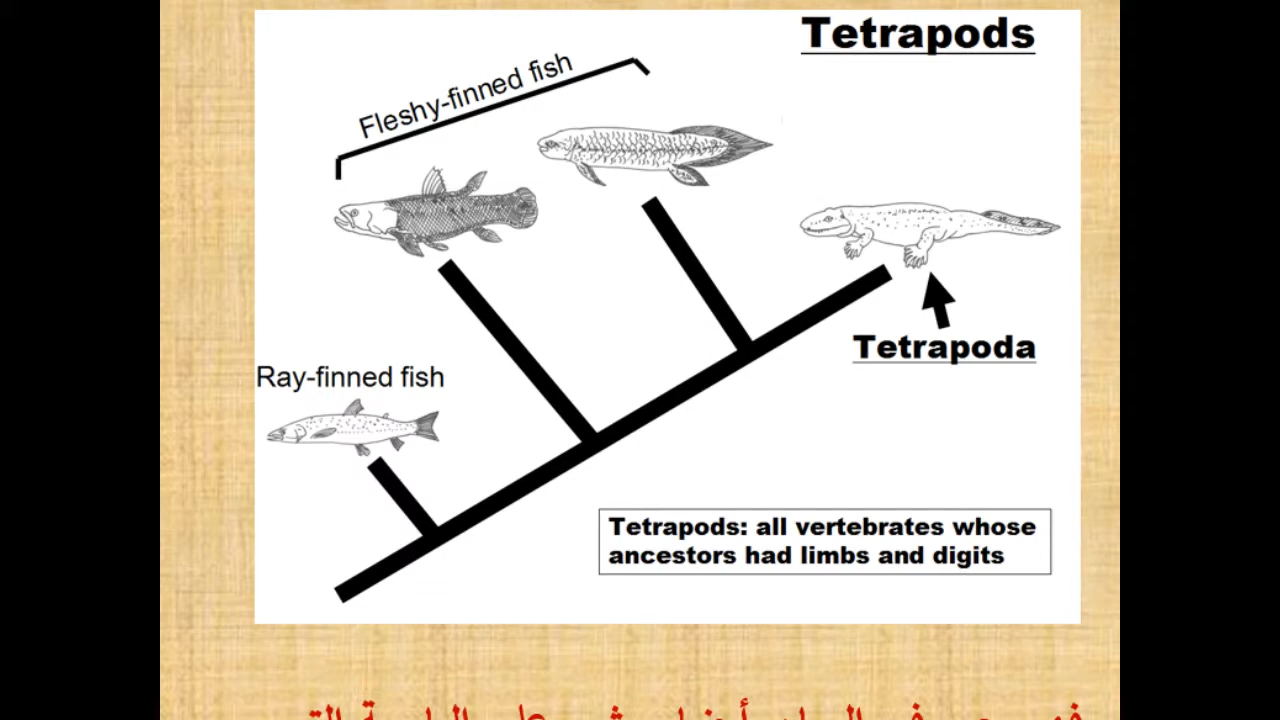 Tetrapods
Fleshy-finned fish
Tetrapoda
Ray-finned fish
Tetrapods: all vertebrates whose
ancestors had limbs and digits